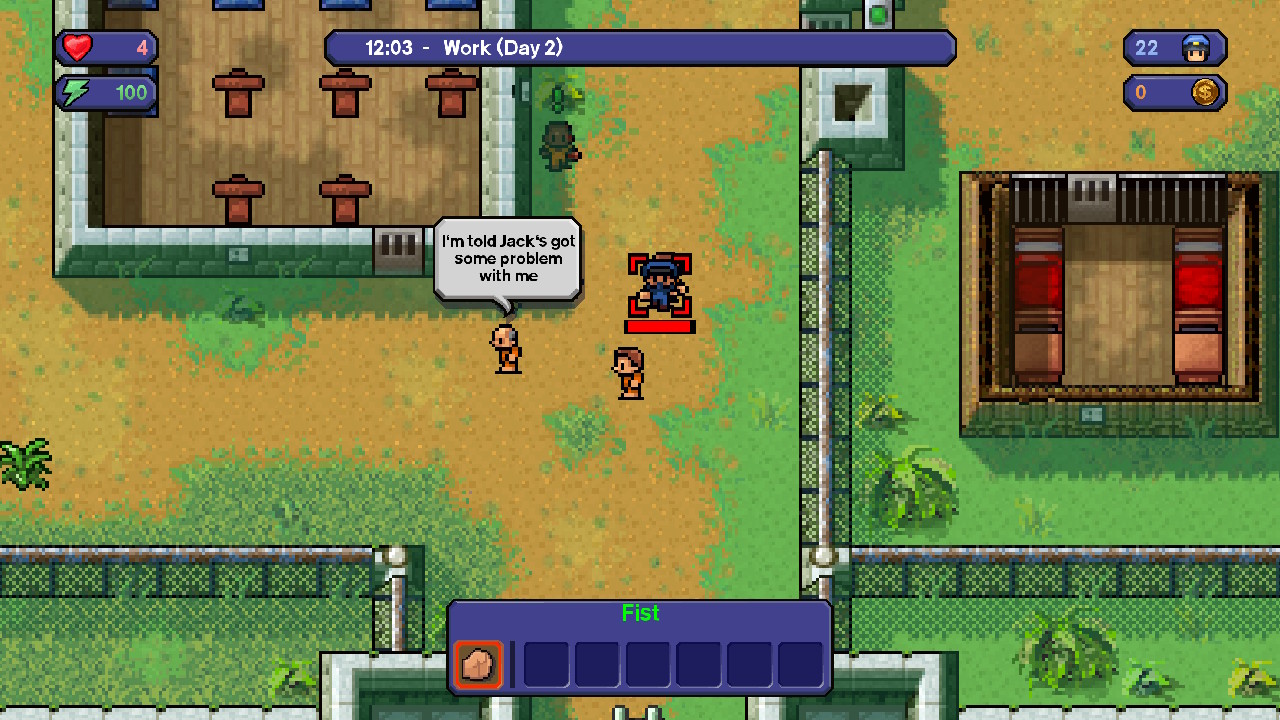 4
12:03 - Work (Day 2)
22
100
0
I'm told Jack's got
some problem
with me
Fist